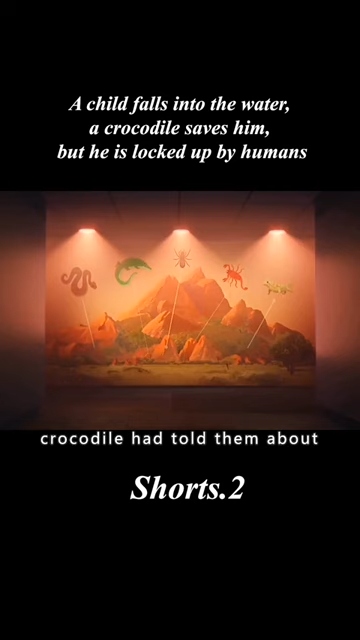 A child falls into the water,
a crocodile saves him,
but he is locked up by humans
crocodile had told them about
Shorts.2